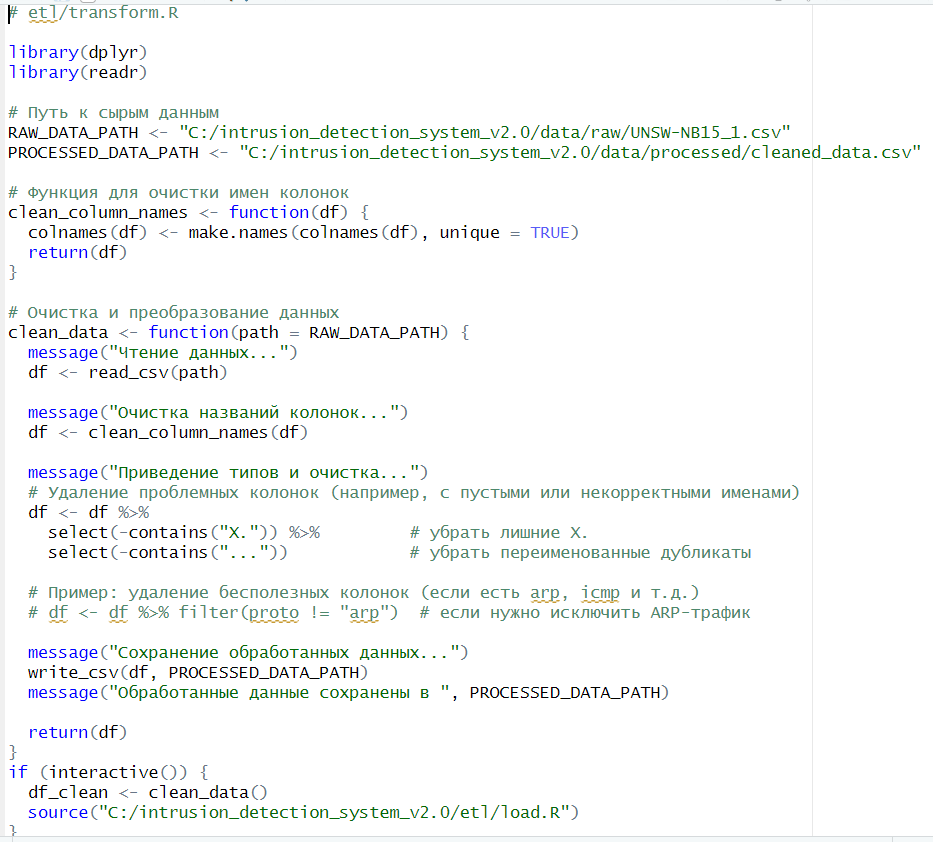 # etl/transform.R
library(dplyr)
library(readr)
# Путь к сырым данным
RAW_DATA_PATH <- "C:/intrusion_detection_system_v2.0/data/raw/UNSW-NB15_1.csv"
PROCESSED_DATA_PATH <- "C:/intrusion_detection_system_v2.0/data/processed/cleaned_data.csv"
# Функция для очистки имен колонок
clean_column_names <- function(df) {
  colnames(df) <- make.names(colnames(df), unique = TRUE)
  return(df)
}
# Очистка и преобразование данных
clean_data <- function(path = RAW_DATA_PATH) {
  message("Чтение данных...")
  df <- read_csv(path)
  message("Очистка названий колонок...")
  df <- clean_column_names(df)
  message("Приведение типов и очистка...")
  # Удаление проблемных колонок (например, с пустыми или некорректными именами)
  df <- df %>%
    select(-contains("X.")) %>%         # убрать лишние X.
    select(-contains("..."))            # убрать переименованные дубликаты
  # Пример: удаление бесполезных колонок (если есть arp, icmp и т.д.)
  # df <- df %>% filter(proto != "arp")  # если нужно исключить ARP-трафик
  message("Сохранение обработанных данных...")
  write_csv(df, PROCESSED_DATA_PATH)
  message("Обработанные данные сохранены в ", PROCESSED_DATA_PATH)
  return(df)
}
if (interactive()) {
  df_clean <- clean_data()
  source("C:/intrusion_detection_system_v2.0/etl/load.R")
}